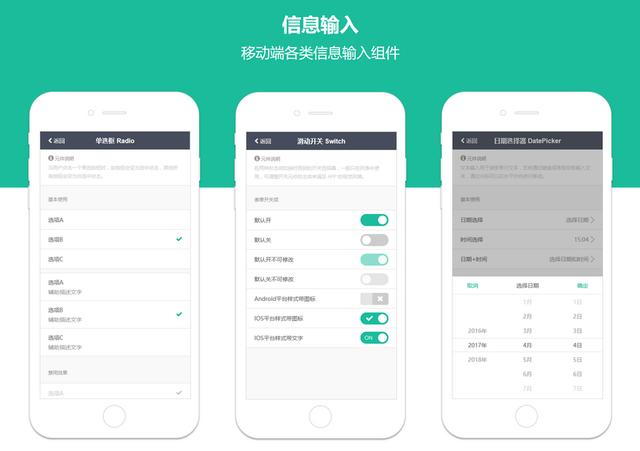 信息输入
移动端各类信息输入组件
返回
单选框 Radio
元件说明
基本使用
选项A
选项B
选项C
选项A
辅助描述文字
选项B
辅助描述文字
选项C
辅助描述文字
禁用效果
选项A
返回
滑动开关 Switch
元件说明
表单开关组
默认开
默认关
默认开不可修改
默认关不可修改
Android平台样式带图标
IOS平台样式带图标
IOS平台样式带文字
ON
返回
日期选择器 DatePicker
元件说明
基本使用
日期选择
选择日期
时间选择
15:04
日期+时间
选择日期和时间
取消
选择日期
确定
1月
1日
2月
2日
2016年
3月
3日
2017年
4月
4日
2018年
5月
5日
6月
6日
7月
7日